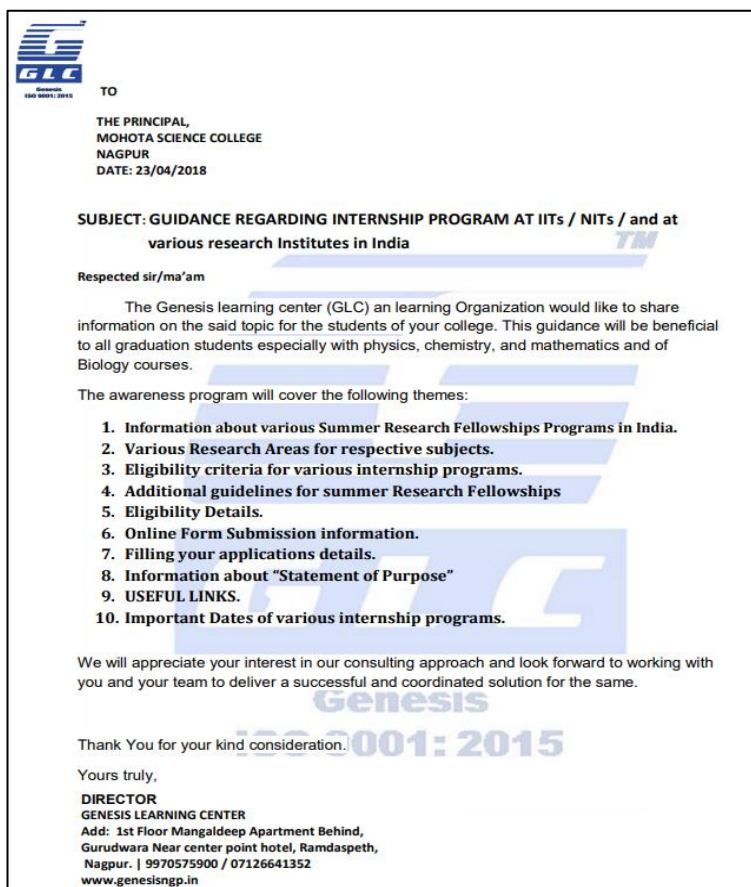 GLC
Genesis
ISO 9001: 2015
TO
THE PRINCIPAL,
MOHOTA SCIENCE COLLEGE
NAGPUR
DATE: 23/04/2018
SUBJECT: GUIDANCE REGARDING INTERNSHIP PROGRAM AT IITs / NITs / and at
various research Institutes in India
TM
Respected sir/ma’am
The Genesis learning center (GLC) an learning Organization would like to share
information on the said topic for the students of your college. This guidance will be beneficial
to all graduation students especially with physics, chemistry, and mathematics and of
Biology courses.
The awareness program will cover the following themes:
1. Information about various Summer Research Fellowships Programs in India.
2. Various Research Areas for respective subjects.
3. Eligibility criteria for various internship programs.
4. Additional guidelines for summer Research Fellowships
5. Eligibility Details.
6. Online Form Submission information.
7. Filling your applications details.
8. Information about “Statement of Purpose”
9. USEFUL LINKS.
10. Important Dates of various internship programs.
GLC
We will appreciate your interest in our consulting approach and look forward to working with
you and your team to deliver a successful and coordinated solution for the same.
Genesis
ISO 9001: 2015
Thank You for your kind consideration.
Yours truly,
DIRECTOR
GENESIS LEARNING CENTER
Add: 1st Floor Mangaldeep Apartment Behind,
Gurudwara Near center point hotel, Ramdaspeth,
Nagpur. | 9970575900 / 07126641352
www.genesisngp.in